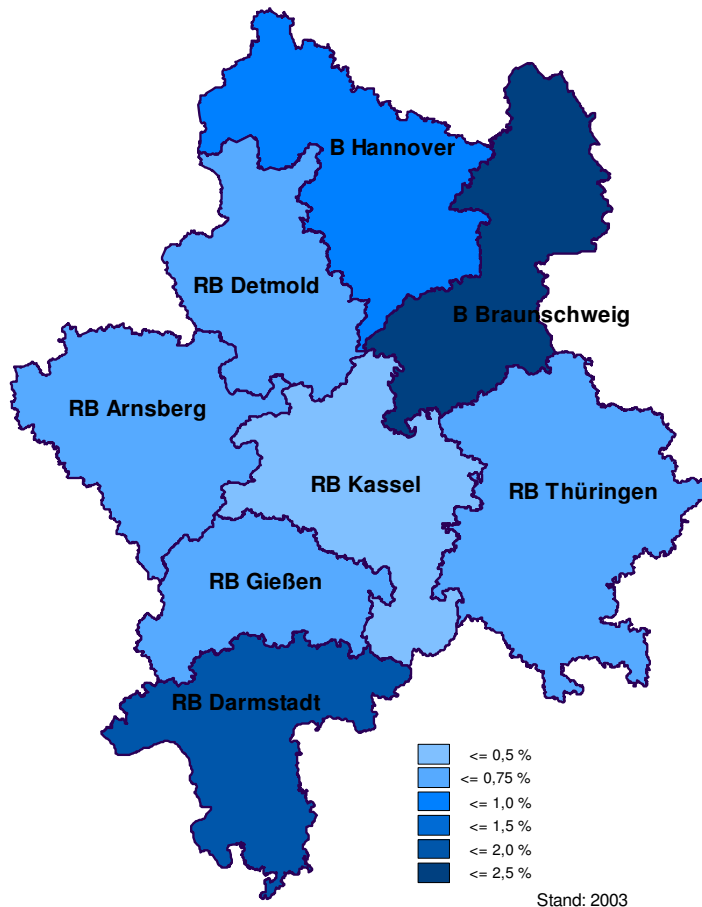 B Hannover
RB Detmold
B Braunschweig
RB Arnsberg
RB Kassel
RB Thüringen
RB Gießen
RB Darmstadt
<= 0,5 %
<= 0,75 %
<= 1,0 %
<= 1,5 %
<= 2,0 %
<= 2,5 %
Stand: 2003